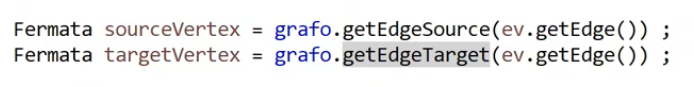 Fermata sourceVertex = grafo.getEdgeSource(ev.getEdge()) ;
Fermata targetVertex = grafo.getEdgeTarget(ev.getEdge()) ;